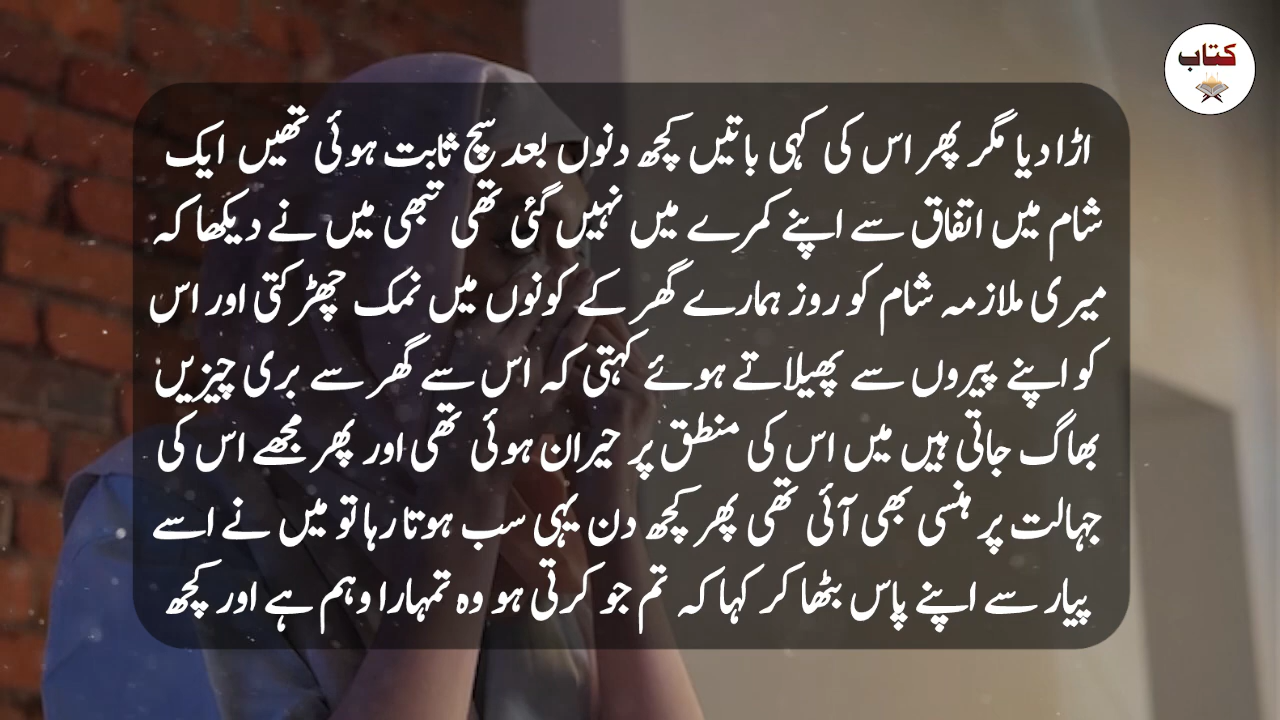 کتاب
اڑا دیا مگر پھر اس کی کہی باتیں کچھ دنوں بعد سچ ثابت ہوئی تھیں ایک
شام میں اتفاق سے اپنے کمرے میں نہیں گئی تھی تبھی میں نے دیکھا کہ
میری ملازمہ شام کو روز ہمارے گھر کے کونوں میں نمک چھڑکتی اور اس
کو اپنے پیروں سے پھیلاتے ہوئے کہتی کہ اس سے گھر سے بری چیزیں
بھاگ جاتی ہیں میں اس کی منطق پر حیران ہوئی تھی اور پھر مجھے اس کی
جہالت پر ہنسی بھی آئی تھی پھر کچھ دن یہی سب ہوتا رہا تو میں نے اسے
پیار سے اپنے پاس بٹھا کر کہا کہ تم جو کرتی ہو وہ تمہارا وہم ہے اور کچھ